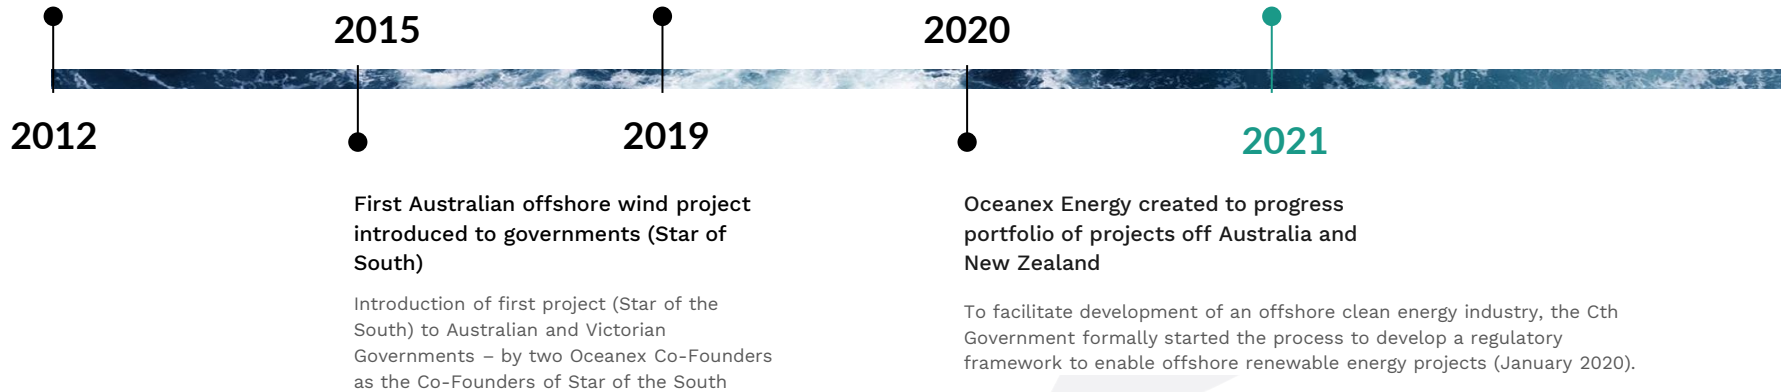 2015
2020
2012
2019
2021
First Australian offshore wind project
introduced to governments (Star of
South)
Introduction of first project (Star of the
South) to Australian and Victorian
Governments – by two Oceanex Co-Founders
as the Co-Founders of Star of the South
Oceanex Energy created to progress
portfolio of projects off Australia and
New Zealand
To facilitate development of an offshore clean energy industry, the Cth
Government formally started the process to develop a regulatory
framework to enable offshore renewable energy projects (January 2020).